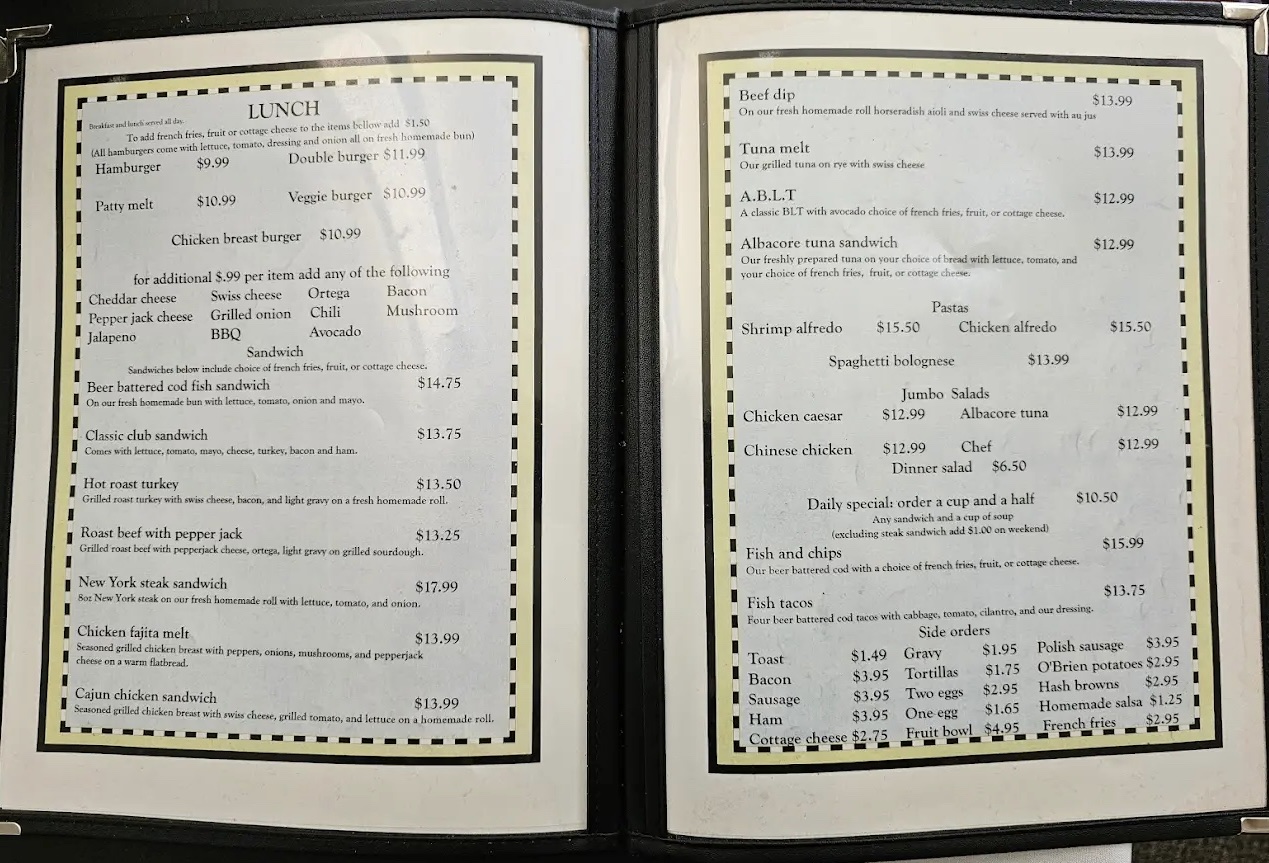 LUNCH
Breakfast and lunch served all day.
To add french fries, fruit or cottage cheese to the items bellow add $1.50
(All hamburgers come with lettuce, tomato, dressing and onion all on fresh homemade bun)
Hamburger $9.99 Double burger $11.99
Patty melt $10.99 Veggie burger $10.99
Chicken breast burger $10.99
for additional $.99 per item add any of the following
Cheddar cheese Swiss cheese Ortega Bacon
Pepper jack cheese Grilled onion Chili Mushroom
Jalapeno BBQ Avocado
Sandwich
Sandwiches below include choice of french fries, fruit, or cottage cheese.
Beer battered cod fish sandwich $14.75
On our fresh homemade bun with lettuce, tomato, onion and mayo.
Classic club sandwich $13.75
Comes with lettuce, tomato, mayo, cheese, turkey, bacon and ham.
Hot roast turkey $13.50
Grilled roast turkey with swiss cheese, bacon, and light gravy on a fresh homemade roll.
Roast beef with pepper jack $13.25
Grilled roast beef with pepperjack cheese, ortega, light gravy on grilled sourdough.
New York steak sandwich $17.99
8oz New York steak on our fresh homemade roll with lettuce, tomato, and onion.
Chicken fajita melt $13.99
Seasoned grilled chicken breast with peppers, onions, mushrooms, and pepperjack
cheese on a warm flatbread.
Cajun chicken sandwich $13.99
Seasoned grilled chicken breast with swiss cheese, grilled tomato, and lettuce on a homemade roll.
Beef dip $13.99
On our fresh homemade roll horseradish aioli and swiss cheese served with au jus
Tuna melt $13.99
Our grilled tuna on rye with swiss cheese
A.B.L.T $12.99
A classic BLT with avocado choice of french fries, fruit, or cottage cheese.
Albacore tuna sandwich $12.99
Our freshly prepared tuna on your choice of bread with lettuce, tomato, and
your choice of french fries, fruit, or cottage cheese.
Pastas
Shrimp alfredo $15.50 Chicken alfredo $15.50
Spaghetti bolognese $13.99
Jumbo Salads
Chicken caesar $12.99 Albacore tuna $12.99
Chinese chicken $12.99 Chef $12.99
Dinner salad $6.50
Daily special: order a cup and a half $10.50
Any sandwich and a cup of soup
(excluding steak sandwich add $1.00 on weekend)
Fish and chips $15.99
Our beer battered cod with a choice of french fries, fruit, or cottage cheese.
Fish tacos $13.75
Four beer battered cod tacos with cabbage, tomato, cilantro, and our dressing.
Side orders
Toast $1.49 Gravy $1.95 Polish sausage $3.95
Bacon $3.95 Tortillas $1.75 O'Brien potatoes $2.95
Sausage $3.95 Two eggs $2.95 Hash browns $2.95
Ham $3.95 One egg $1.65 Homemade salsa $1.25
Cottage cheese $2.75 Fruit bowl $4.95 French fries $2.95